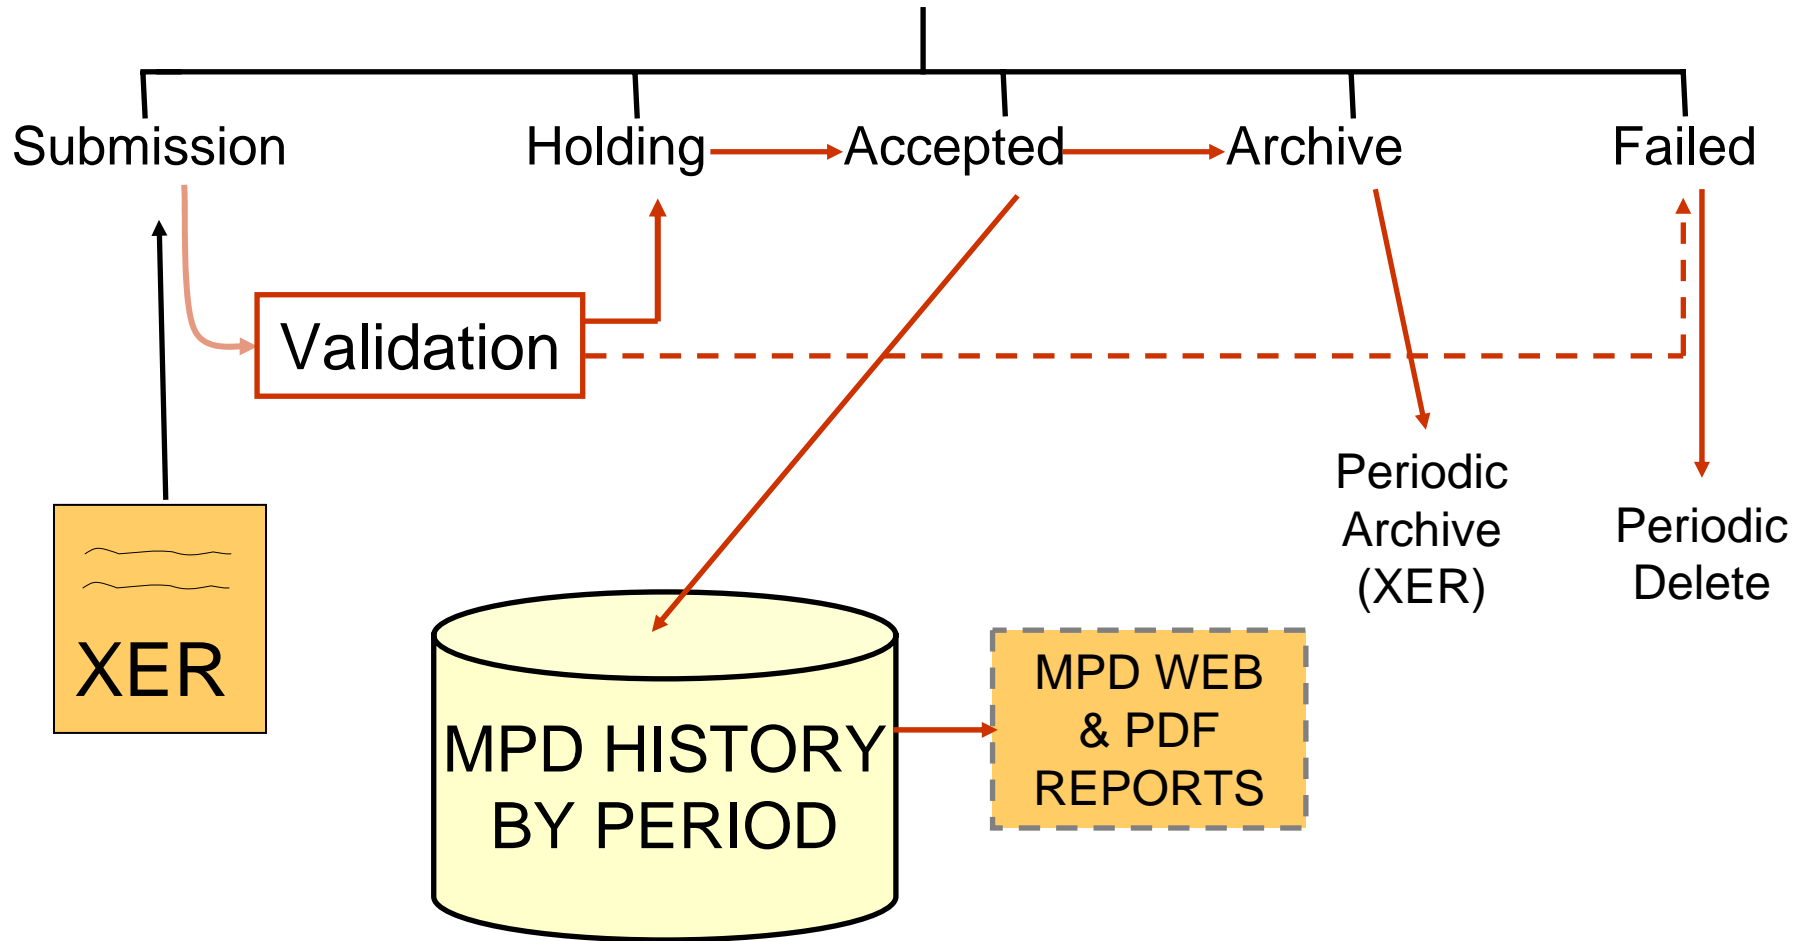 Submission
Holding
Accepted
Archive
Failed
Validation
XER
Periodic
Archive
(XER)
Periodic
Delete
MPD HISTORY
BY PERIOD
MPD WEB
& PDF
REPORTS